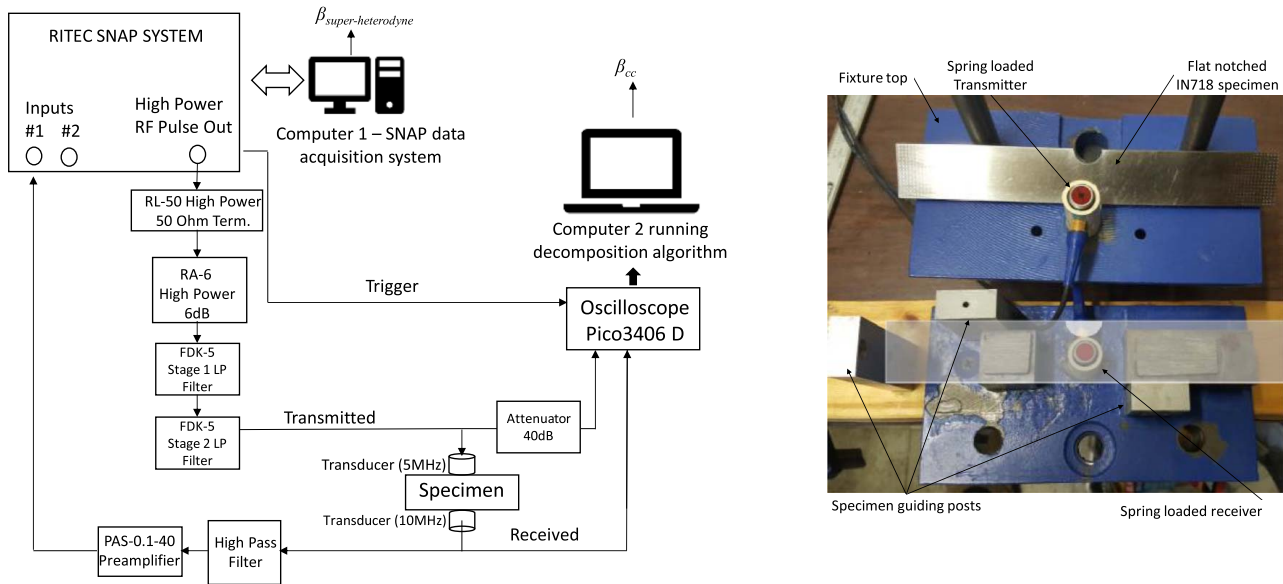 RITEC SNAP SYSTEM
Inputs
#1 #2
High Power
RF Pulse Out
βsuper-heterodyne
Computer 1 – SNAP data
acquisition system
βcc
Computer 2 running
decomposition algorithm
RL-50 High Power
50 Ohm Term.
RA-6
High Power
6dB
Trigger
Oscilloscope
Pico3406 D
FDK-5
Stage 1 LP
Filter
FDK-5
Stage 2 LP
Filter
Transmitted
Attenuator
40dB
Transducer (5MHz)
Specimen
Transducer (10MHz)
Received
PAS-0.1-40
Preamplifier
High Pass
Filter
Fixture top
Spring loaded
Transmitter
Flat notched
IN718 specimen
Specimen guiding posts
Spring loaded receiver